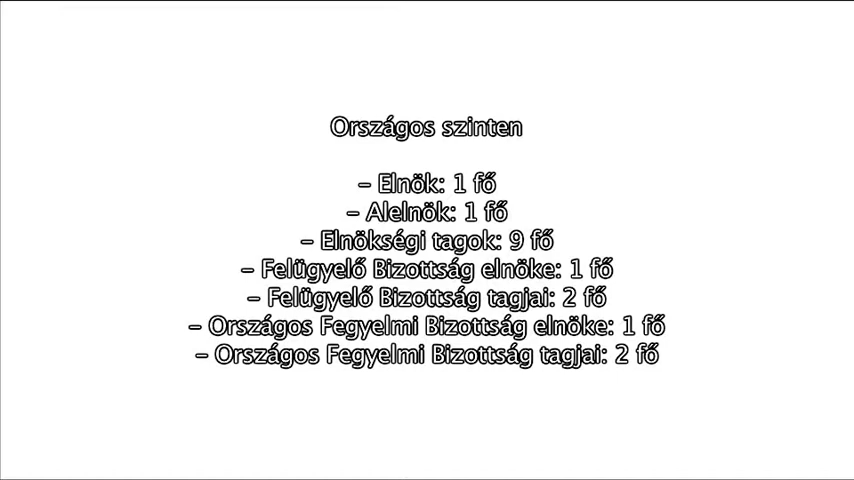 Országos szinten
– Elnök: 1 fő
– Alelnök: 1 fő
– Elnökségi tagok: 9 fő
– Felügyelő Bizottság elnöke: 1 fő
– Felügyelő Bizottság tagjai: 2 fő
– Országos Fegyelmi Bizottság elnöke: 1 fő
– Országos Fegyelmi Bizottság tagjai: 2 fő